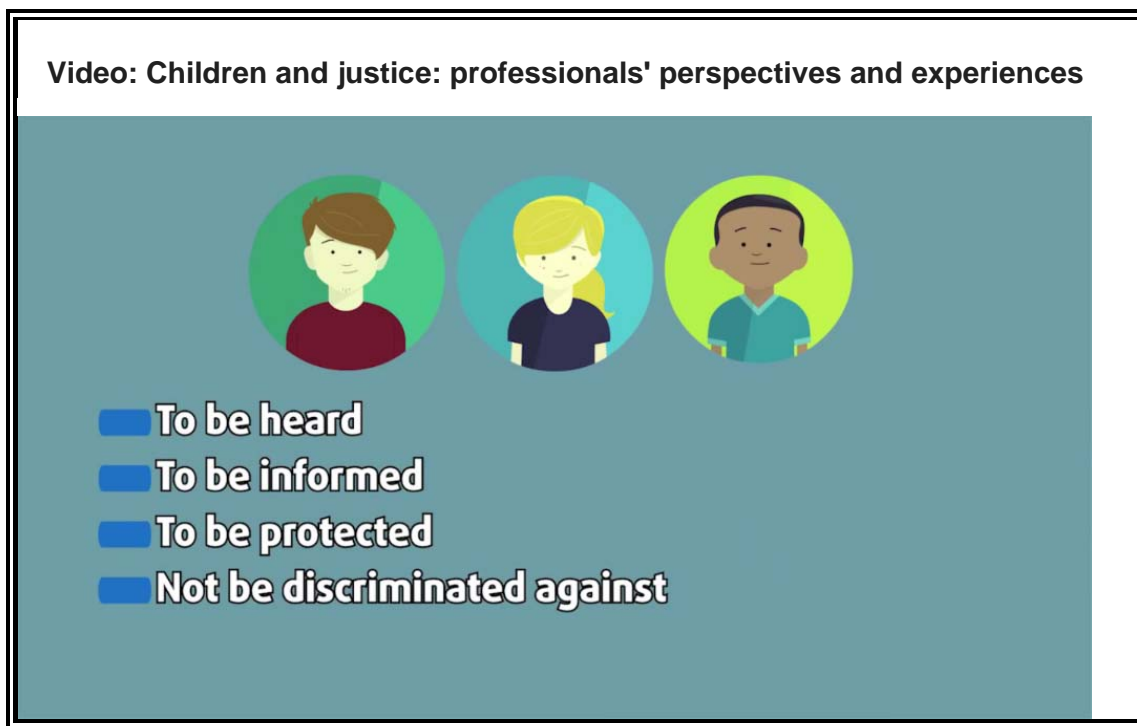 Video: Children and justice: professionals' perspectives and experiences
To be heard
To be informed
To be protected
Not be discriminated against